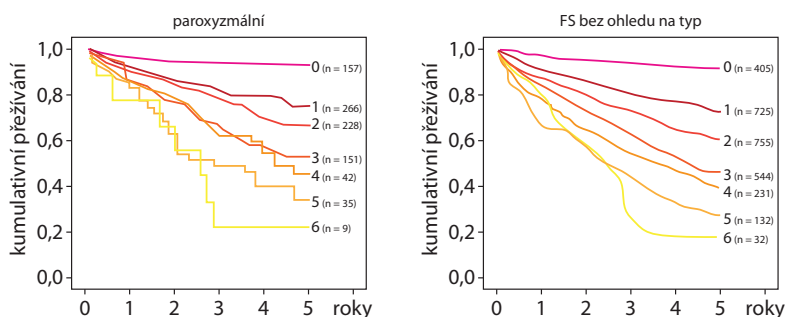 paroxyzmální
kumulativní přežívání
1,0
0,8
0,6
0,4
0,2
0,0
0 (n = 157)
1 (n = 266)
2 (n = 228)
3 (n = 151)
4 (n = 42)
5 (n = 35)
6 (n = 9)
0 1 2 3 4 5 roky
FS bez ohledu na typ
kumulativní přežívání
1,0
0,8
0,6
0,4
0,2
0,0
0 (n = 405)
1 (n = 725)
2 (n = 755)
3 (n = 544)
4 (n = 231)
5 (n = 132)
6 (n = 32)
0 1 2 3 4 5 roky